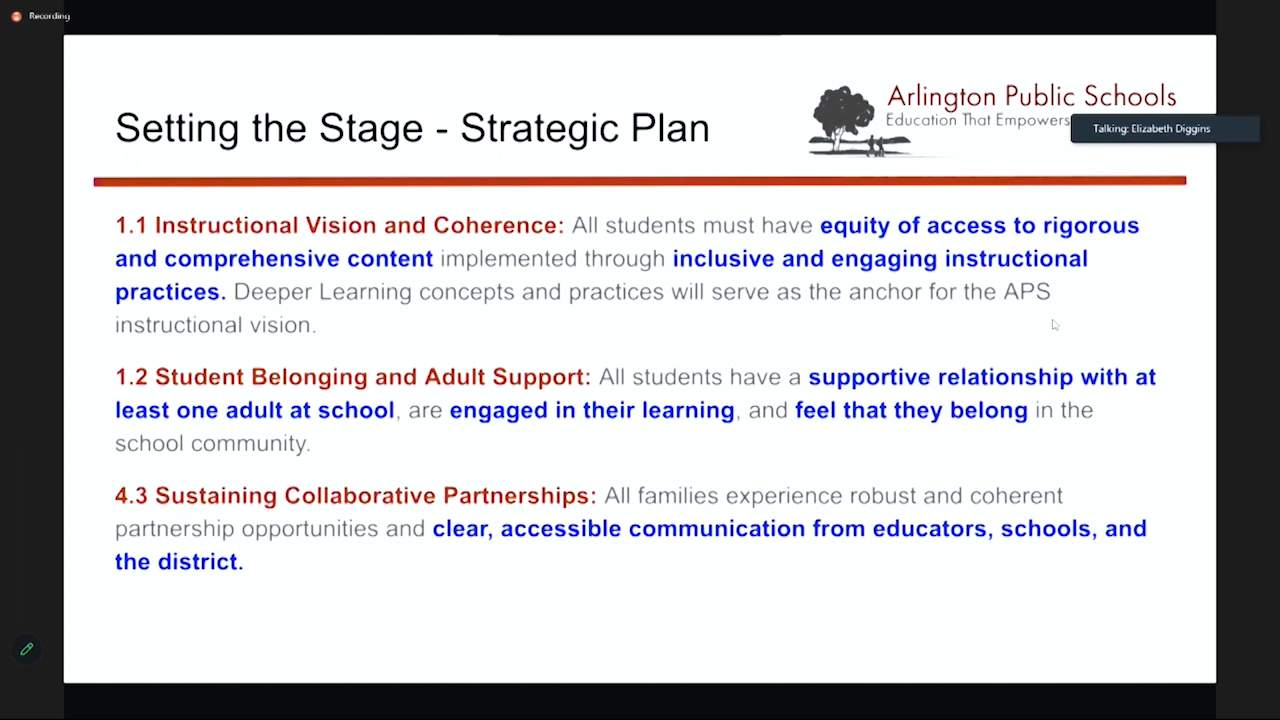 Recording
Setting the Stage - Strategic Plan
Arlington Public Schools
Education That Empowers
Talking: Elizabeth Diggins
1.1 Instructional Vision and Coherence: All students must have equity of access to rigorous
and comprehensive content implemented through inclusive and engaging instructional
practices. Deeper Learning concepts and practices will serve as the anchor for the APS
instructional vision.
1.2 Student Belonging and Adult Support: All students have a supportive relationship with at
least one adult at school, are engaged in their learning, and feel that they belong in the
school community.
4.3 Sustaining Collaborative Partnerships: All families experience robust and coherent
partnership opportunities and clear, accessible communication from educators, schools, and
the district.